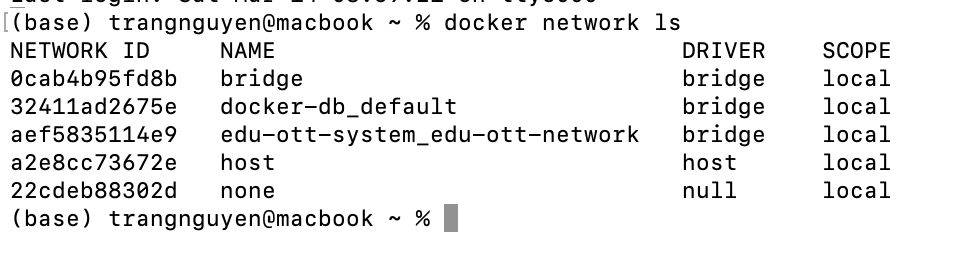 [(base) trangnguyen@macbook ~ % docker network ls
NETWORK ID     NAME                             DRIVER    SCOPE
0cab4b95fd8b   bridge                           bridge    local
32411ad2675e   docker-db_default                bridge    local
aef5835114e9   edu-ott-system_edu-ott-network   bridge    local
a2e8cc73672e   host                             host      local
22cdeb88302d   none                             null      local
(base) trangnguyen@macbook ~ %